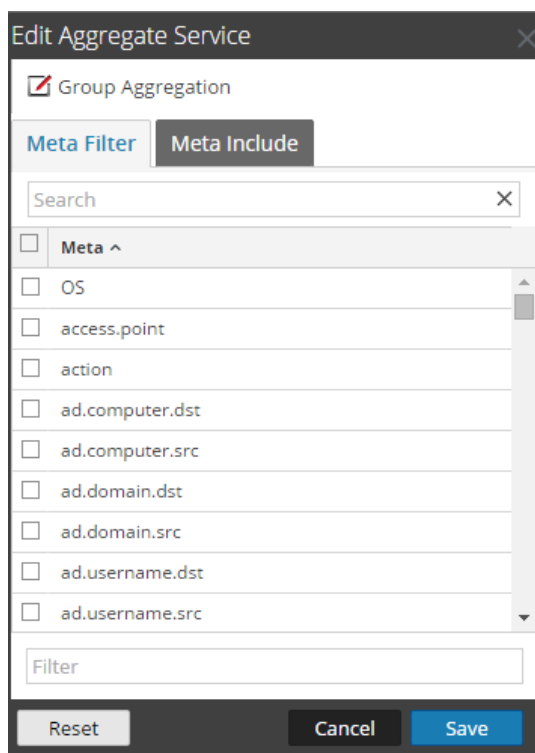 Edit Aggregate Service
Group Aggregation
Meta Filter
Meta Include
Search
Meta
OS
access.point
action
ad.computer.dst
ad.computer.src
ad.domain.dst
ad.domain.src
ad.username.dst
ad.username.src
Filter
Reset
Cancel
Save